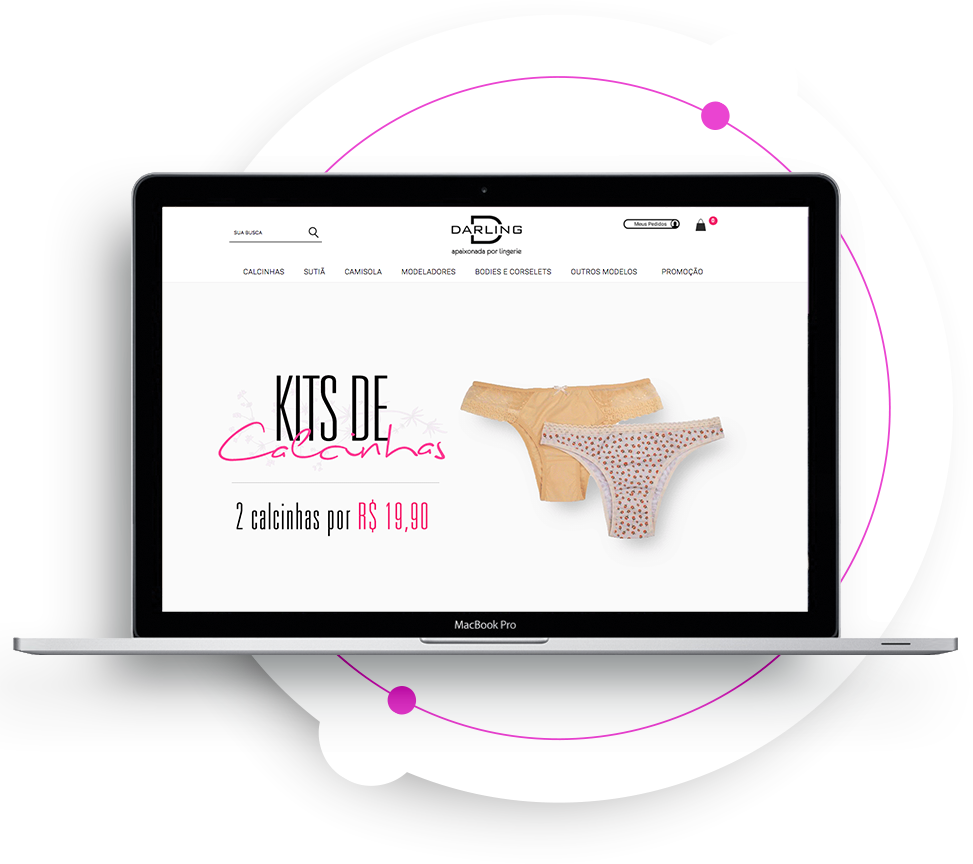 SUA BUSCA
D
DARLING
apaixonada por lingerie
Meus Pedidos
0
CALCINHAS SUTIÃ CAMISOLA MODELADORES BODIES E CORSELETS OUTROS MODELOS PROMOÇÃO
KITS DE
Calcinhas
2 calcinhas por R$ 19,90
MacBook Pro